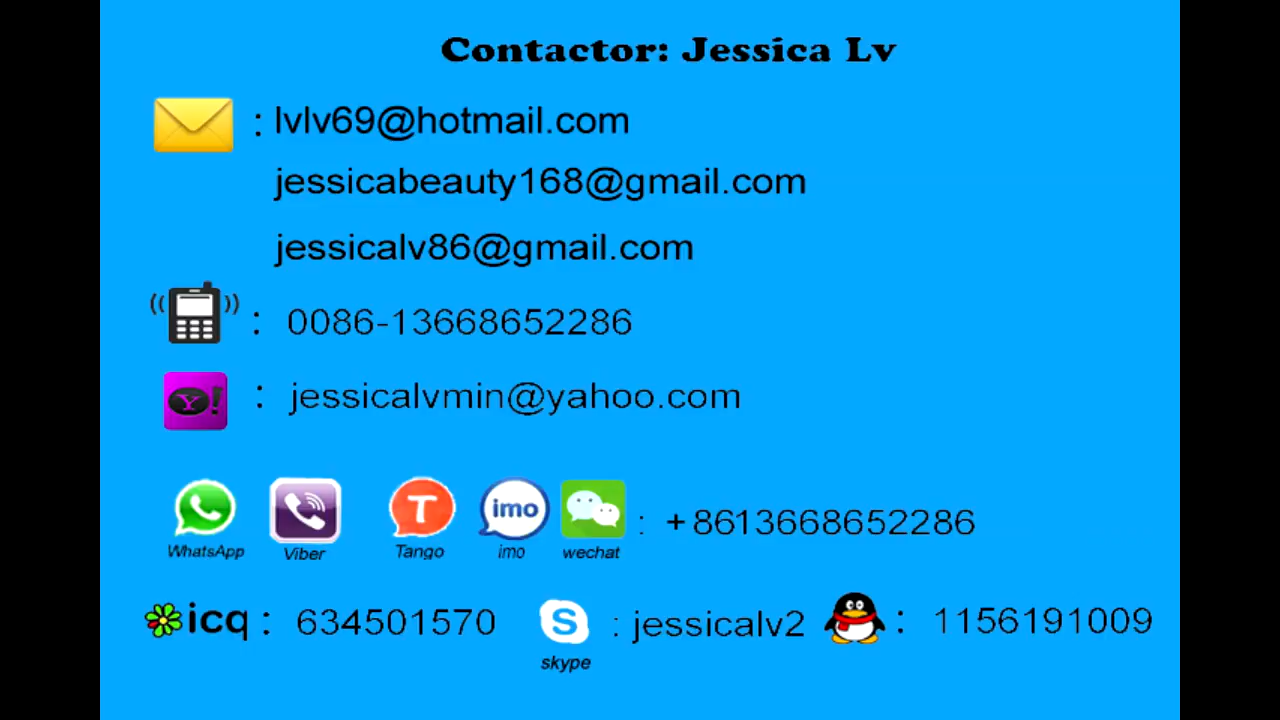 Contactor: Jessica Lv
: lvlv69@hotmail.com
jessicabeauty168@gmail.com
jessicalv86@gmail.com
: 0086-13668652286
Y! : jessicalvmin@yahoo.com
T imo : +8613668652286
WhatsApp Viber Tango imo wechat
icq : 634501570 S : jessicalv2 : 1156191009
skype